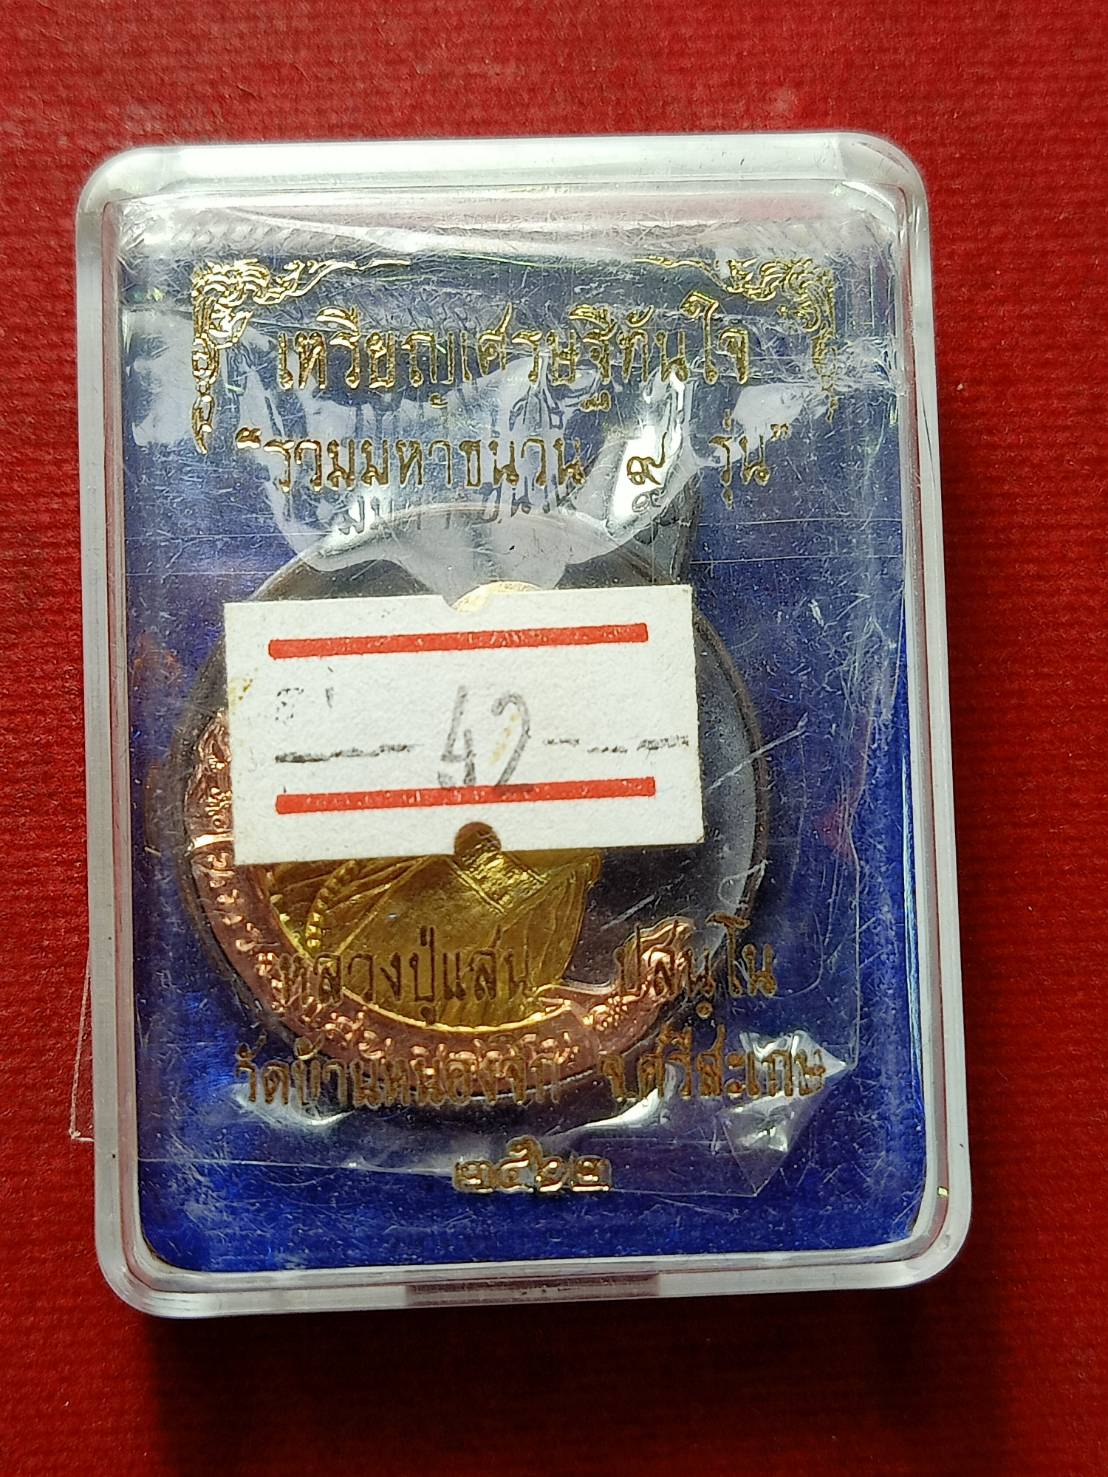 เหรียญเศรษฐีทันใจ
"รวมมหาชนวน ๙๙ รุ่น"
42
หลวงปู่แสน ปสนฺโน
วัดบ้านหนองจิก จ.ศรีสะเกษ
๒๕๖๒